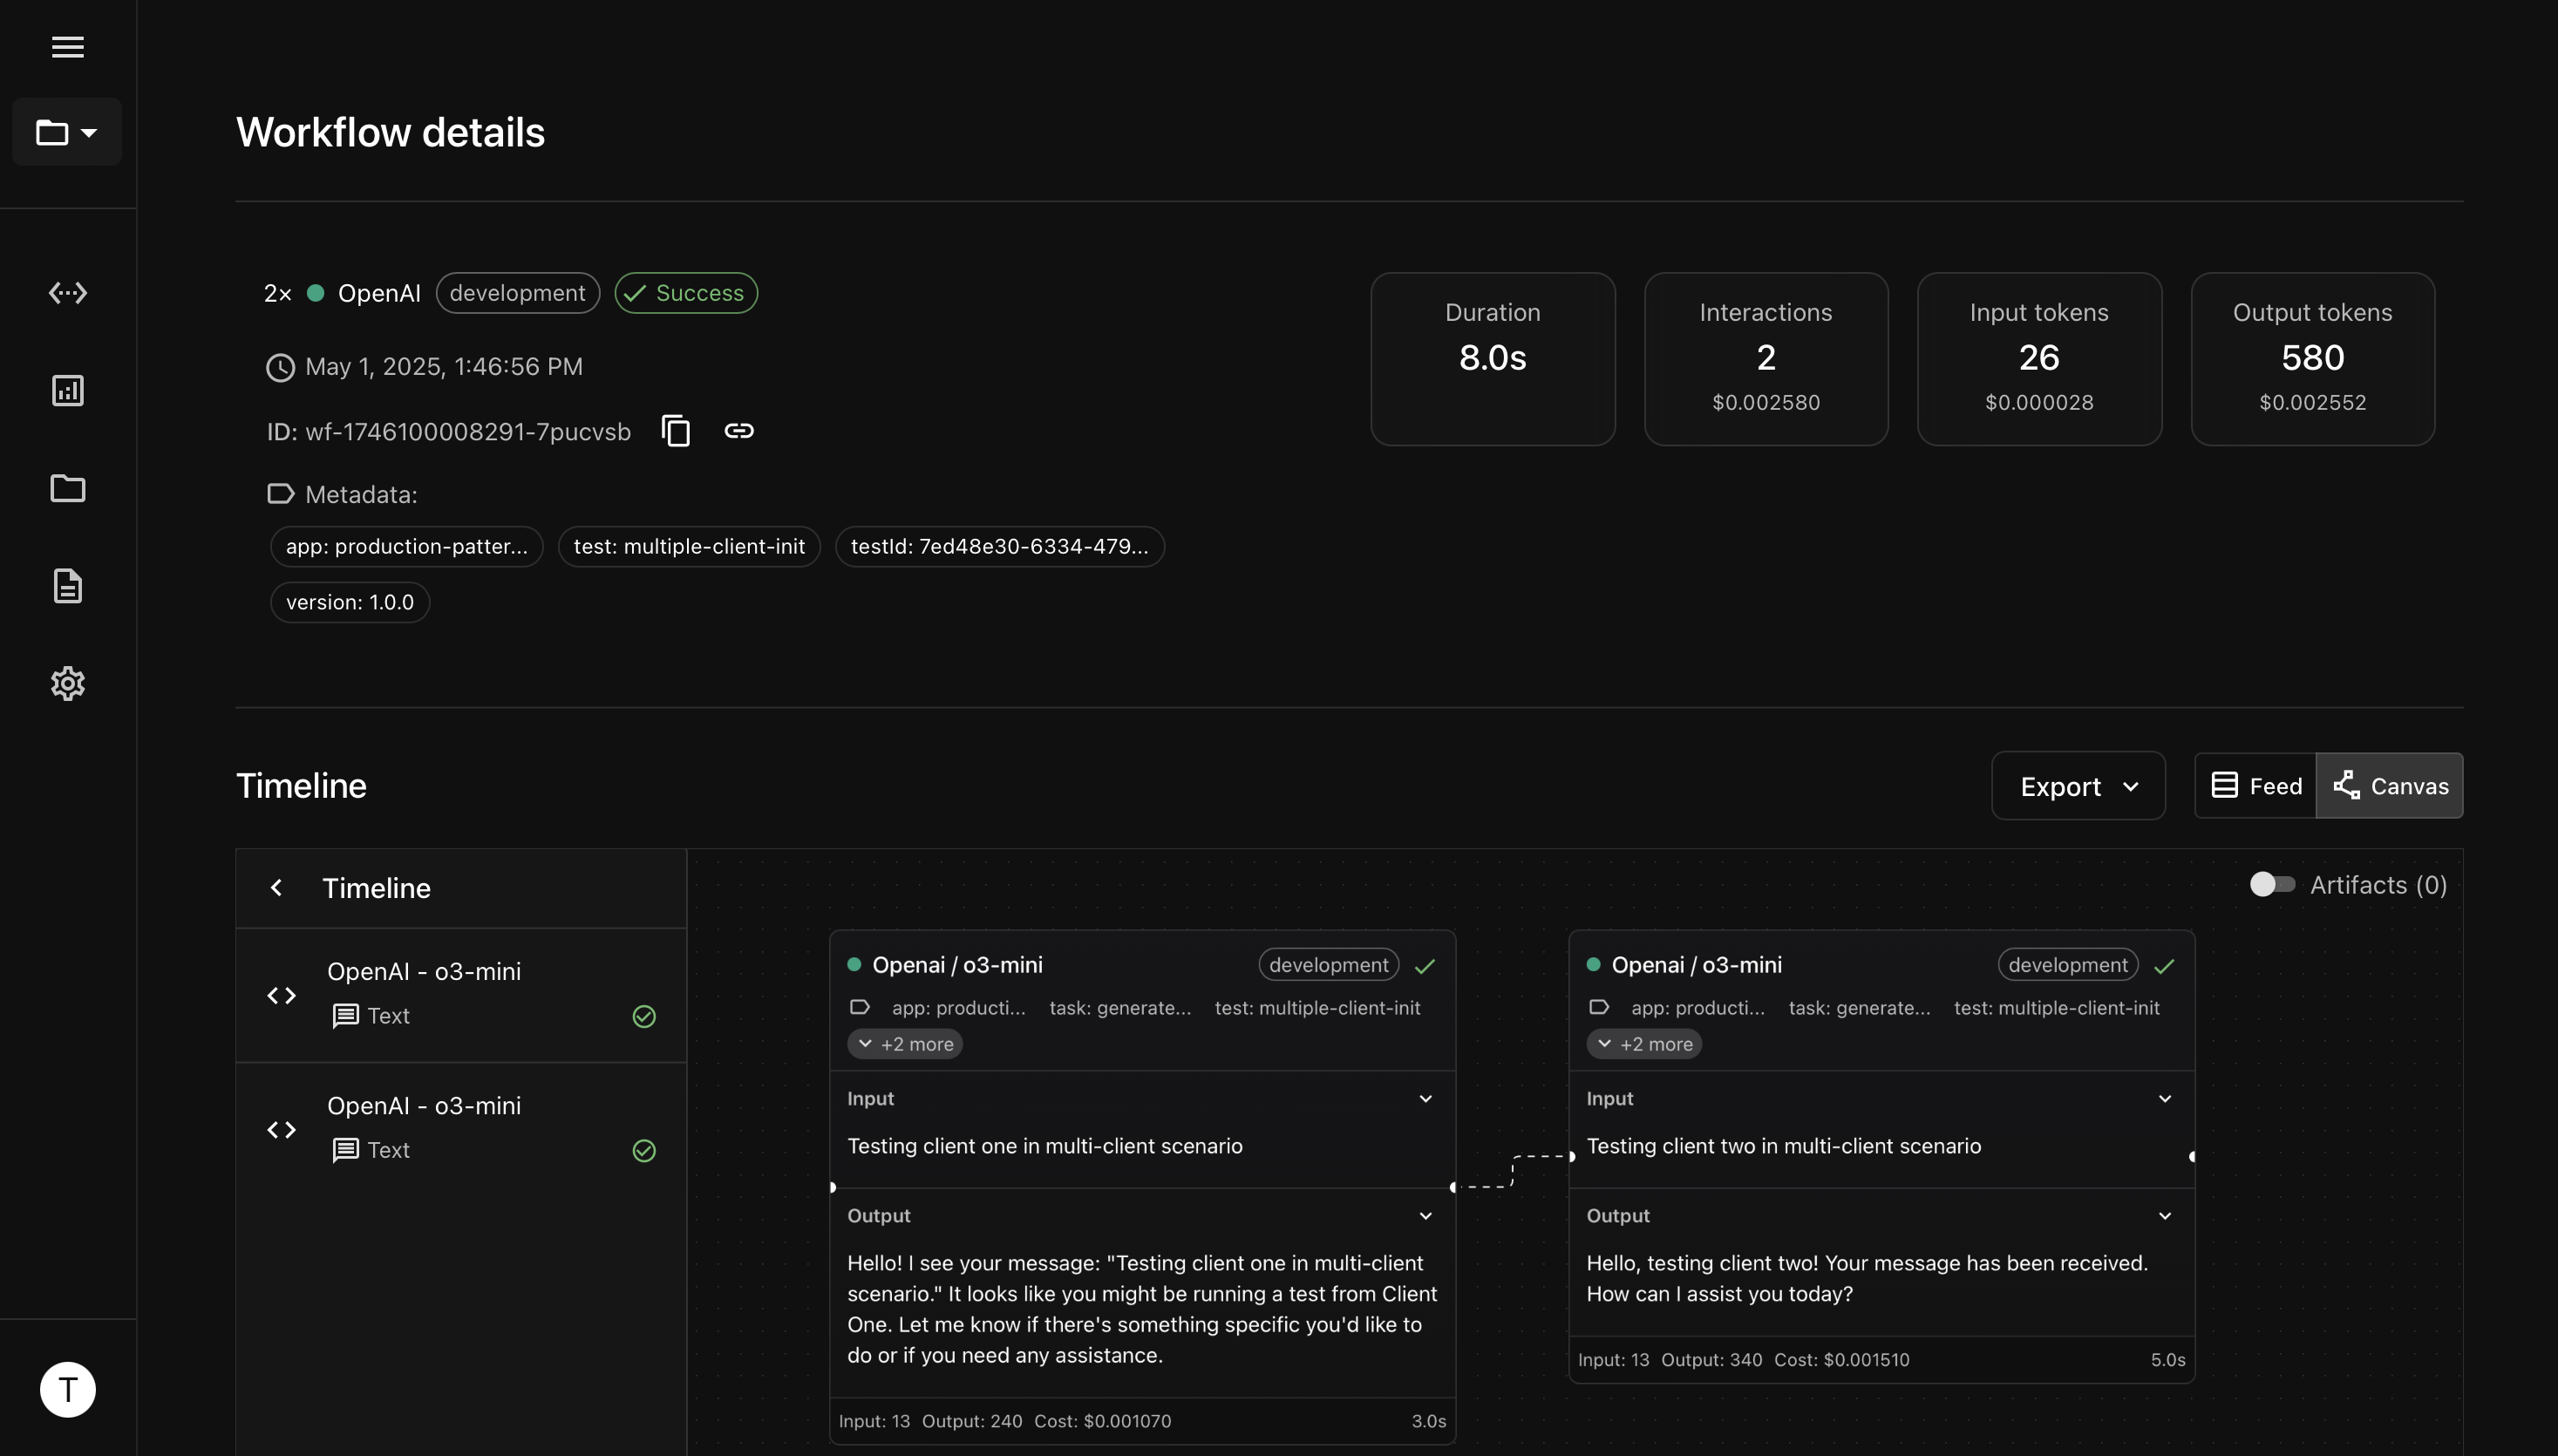 Workflow details
2× OpenAI development Success
May 1, 2025, 1:46:56 PM
ID: wf-1746100008291-7pucvsb
Metadata:
app: production-patter... test: multiple-client-init testId: 7ed48e30-6334-479...
version: 1.0.0
Duration
8.0s
Interactions
2
$0.002580
Input tokens
26
$0.000028
Output tokens
580
$0.002552
Timeline
Export
Feed
Canvas
Timeline
OpenAI - o3-mini
Text
OpenAI - o3-mini
Text
Artifacts (0)
Openai / o3-mini development
app: producti... task: generate... test: multiple-client-init
+2 more
Input
Testing client one in multi-client scenario
Output
Hello! I see your message: "Testing client one in multi-client
scenario." It looks like you might be running a test from Client
One. Let me know if there's something specific you'd like to
do or if you need any assistance.
Input: 13 Output: 240 Cost: $0.001070 3.0s
Openai / o3-mini development
app: producti... task: generate... test: multiple-client-init
+2 more
Input
Testing client two in multi-client scenario
Output
Hello, testing client two! Your message has been received.
How can I assist you today?
Input: 13 Output: 340 Cost: $0.001510 5.0s
T